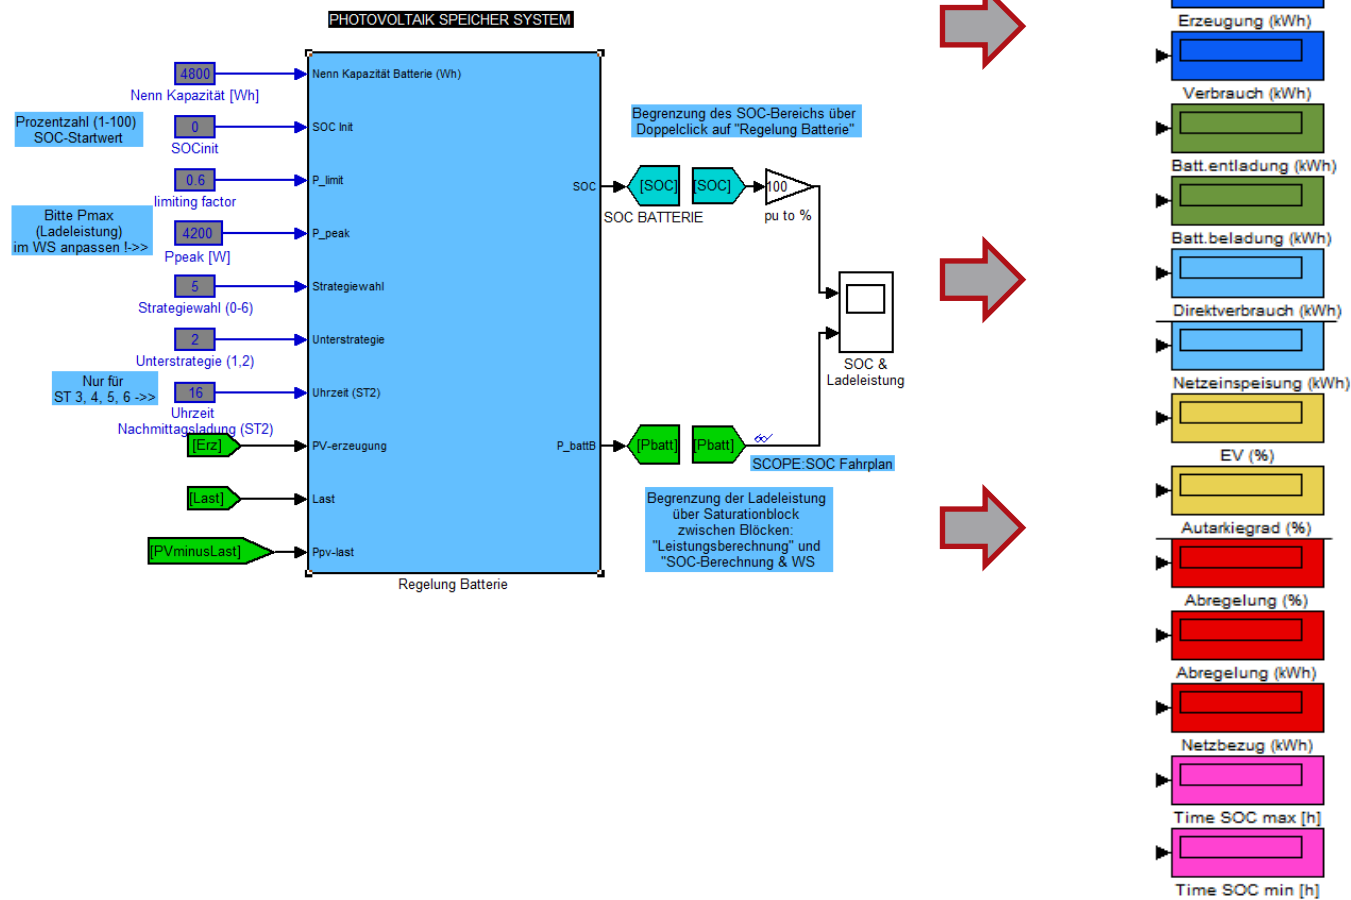 PHOTOVOLTAIK SPEICHER SYSTEM
4800
Nenn Kapazität [Wh]
Prozentzahl (1-100)
SOC-Startwert
0
SOCinit
0.6
limiting factor
Bitte Pmax
(Ladeleistung)
im WS anpassen !->>
4200
Ppeak [W]
5
Strategiewahl (0-6)
2
Unterstrategie (1,2)
Nur für
ST 3, 4, 5, 6 ->>
16
Uhrzeit
Nachmittagsladung (ST2)
[Erz]
[Last]
[PVminusLast]
Nenn Kapazität Batterie (Wh)
SOC Init
P_limit
P_peak
Strategiewahl
Unterstrategie
Uhrzeit (ST2)
PV-erzeugung
Last
Ppv-last
SOC
P_battB
Regelung Batterie
Begrenzung des SOC-Bereichs über
Doppelclick auf "Regelung Batterie"
[SOC]
[SOC]
100
SOC BATTERIE
pu to %
SOC &
Ladeleistung
[Pbatt]
[Pbatt]
SCOPE:SOC Fahrplan
Begrenzung der Ladeleistung
über Saturationblock
zwischen Blöcken:
"Leistungsberechnung" und
"SOC-Berechnung & WS
Erzeugung (kWh)
Verbrauch (kWh)
Batt.entladung (kWh)
Batt.beladung (kWh)
Direktverbrauch (kWh)
Netzeinspeisung (kWh)
EV (%)
Autarkiegrad (%)
Abregelung (%)
Abregelung (kWh)
Netzbezug (kWh)
Time SOC max [h]
Time SOC min [h]